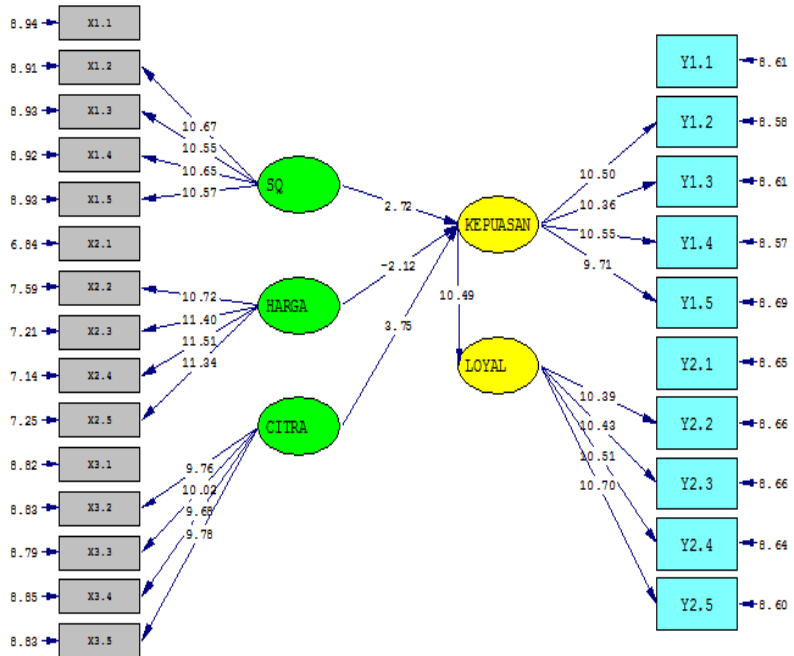 8.94 X1.1
8.91 X1.2
8.93 X1.3
8.92 X1.4
8.93 X1.5
6.84 X2.1
7.59 X2.2
7.21 X2.3
7.14 X2.4
7.25 X2.5
8.82 X3.1
8.83 X3.2
8.79 X3.3
8.85 X3.4
8.83 X3.5
10.67
10.55
10.65
10.57
10.72
11.40
11.51
11.34
9.76
10.02
9.68
9.78
SQ
HARGA
CITRA
2.72
-2.12
3.75
KEPUASAN
10.49
LOYAL
10.50
10.36
10.55
9.71
10.39
10.43
10.51
10.70
Y1.1 8.61
Y1.2 8.58
Y1.3 8.61
Y1.4 8.57
Y1.5 8.69
Y2.1 8.65
Y2.2 8.66
Y2.3 8.66
Y2.4 8.64
Y2.5 8.60